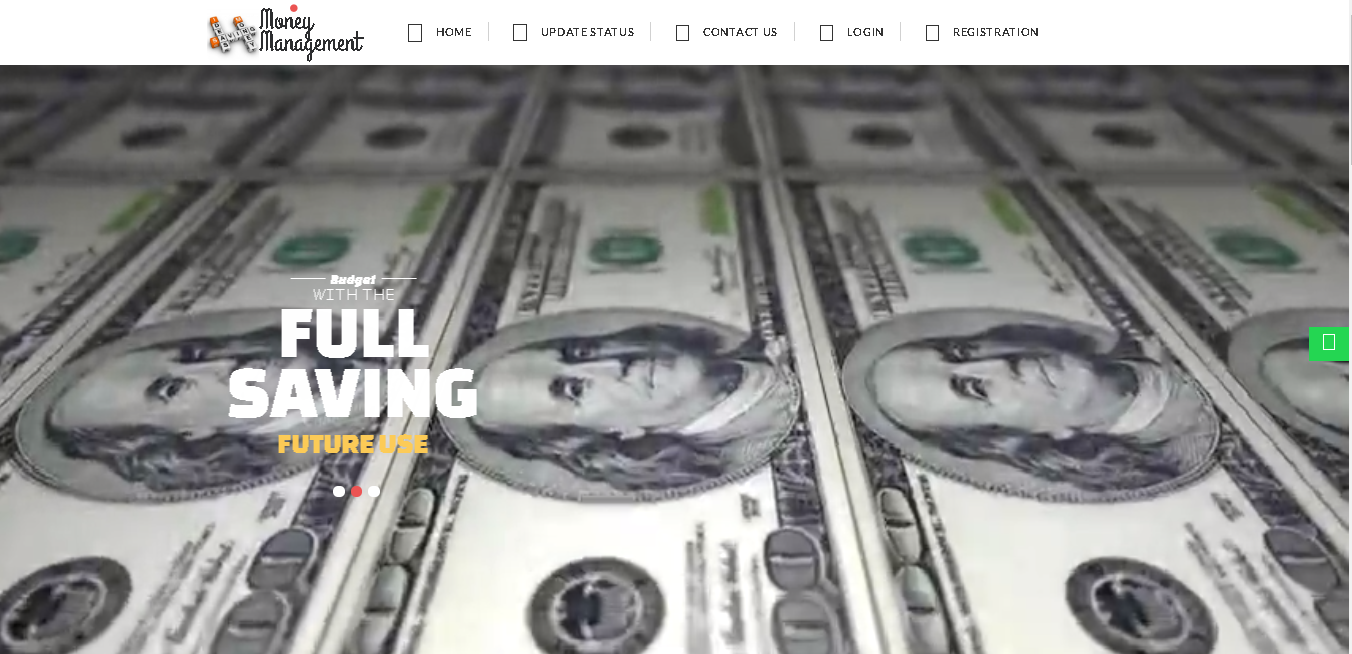 Money
Management
HOME
UPDATE STATUS
CONTACT US
LOGIN
REGISTRATION
Budget
WITH THE
FULL
SAVING
FUTURE USE